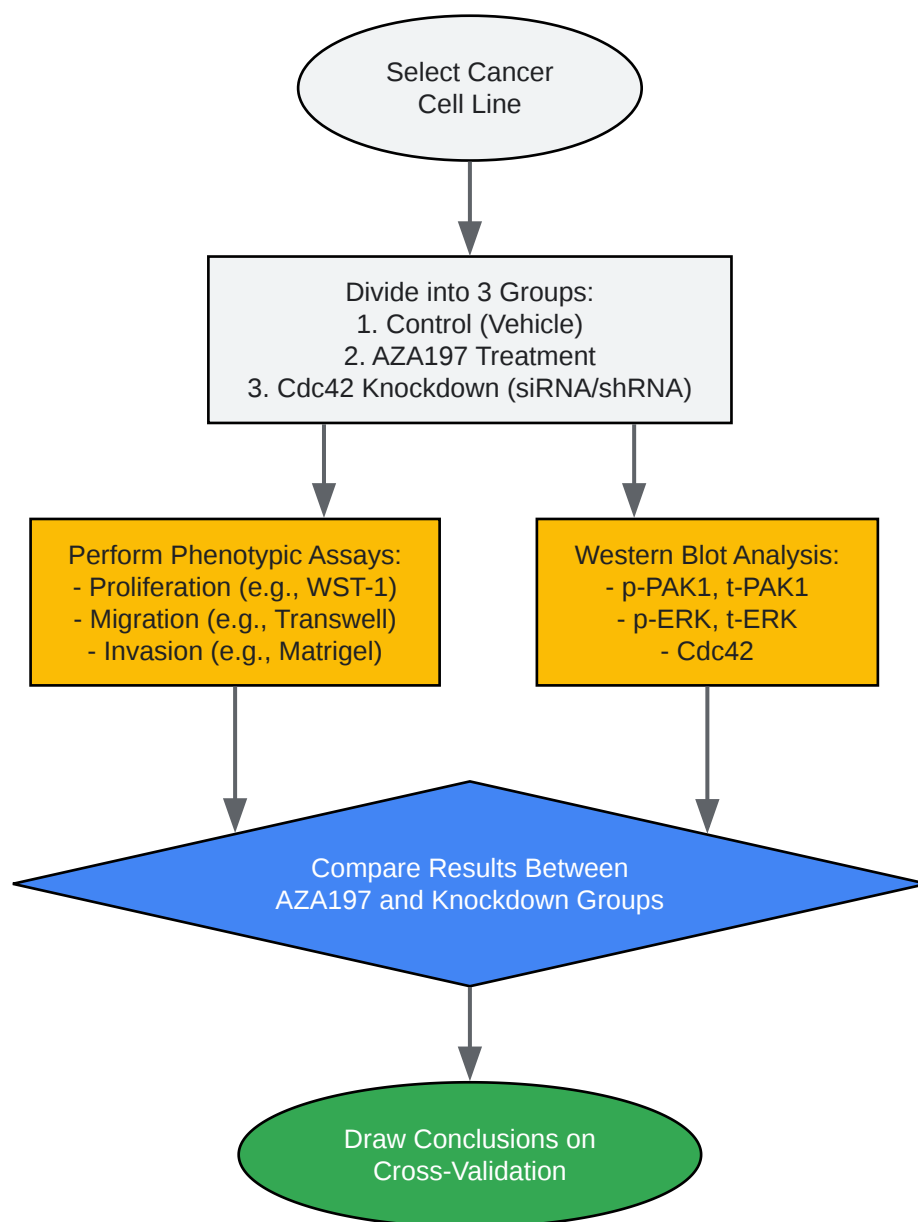 Select Cancer
Cell Line
Divide into 3 Groups:
1. Control (Vehicle)
2. AZA197 Treatment
3. Cdc42 Knockdown (siRNA/shRNA)
Perform Phenotypic Assays:
- Proliferation (e.g., WST-1)
- Migration (e.g., Transwell)
- Invasion (e.g., Matrigel)
Western Blot Analysis:
- p-PAK1, t-PAK1
- p-ERK, t-ERK
- Cdc42
Compare Results Between
AZA197 and Knockdown Groups
Draw Conclusions on
Cross-Validation